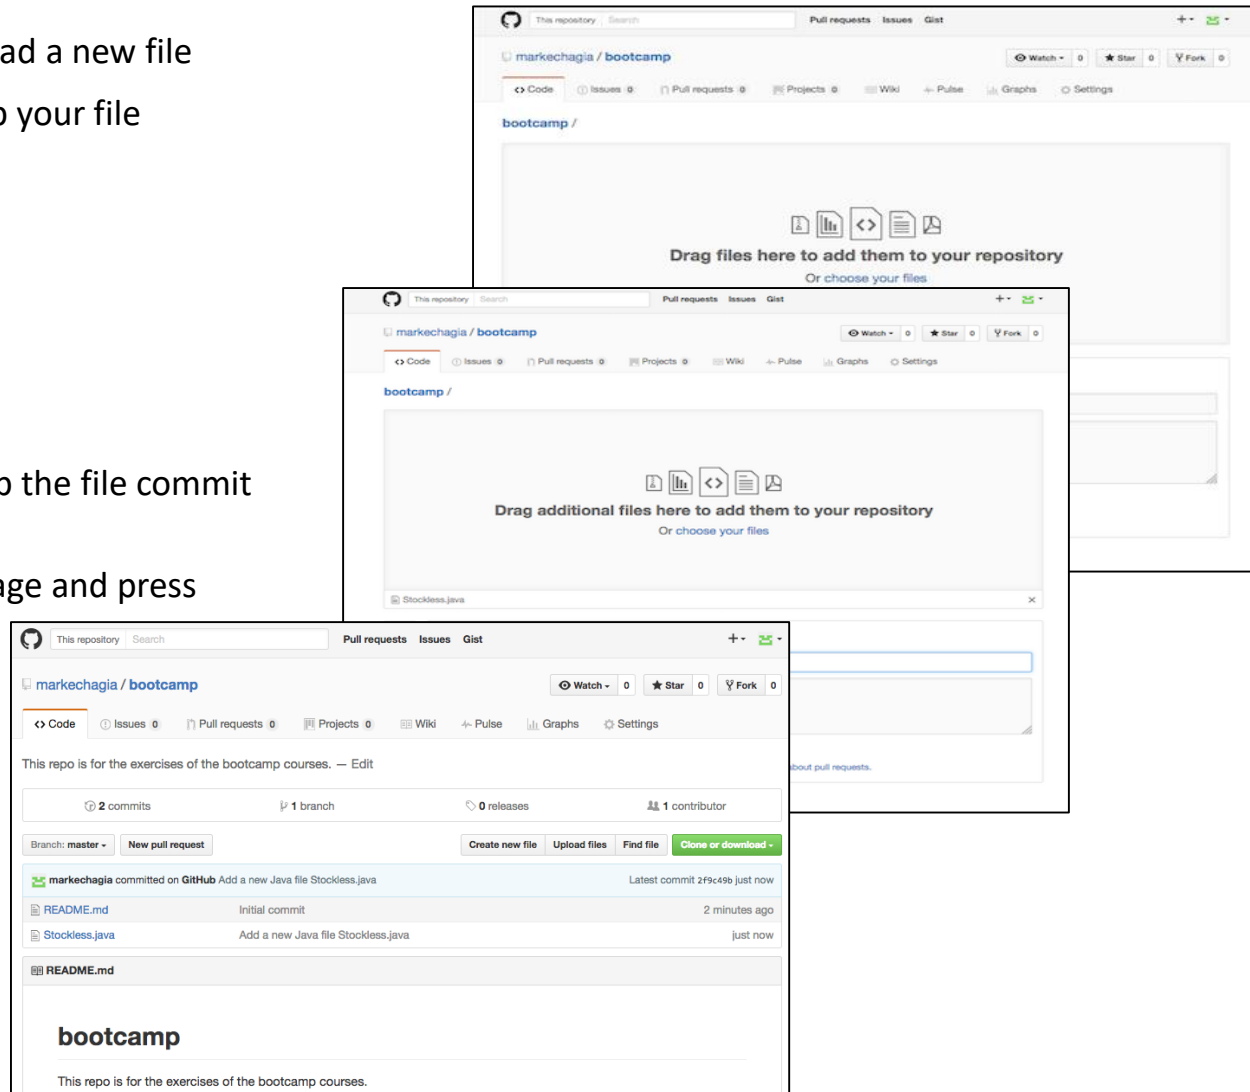 ad a new file
your file
the file commit
age and press
This repository Search Pull requests Issues Gist
markechagia / bootcamp
Watch 0 Star 0 Fork 0
Code Issues 0 Pull requests 0 Projects 0 Wiki Pulse Graphs Settings
bootcamp /
Drag files here to add them to your repository
Or choose your files
This repository Search Pull requests Issues Gist
markechagia / bootcamp
Watch 0 Star 0 Fork 0
Code Issues 0 Pull requests 0 Projects 0 Wiki Pulse Graphs Settings
bootcamp /
Drag additional files here to add them to your repository
Or choose your files
Stockless.java
about pull requests.
This repository Search Pull requests Issues Gist
markechagia / bootcamp
Watch 0 Star 0 Fork 0
Code Issues 0 Pull requests 0 Projects 0 Wiki Pulse Graphs Settings
This repo is for the exercises of the bootcamp courses. — Edit
2 commits 1 branch 0 releases 1 contributor
Branch: master New pull request Create new file Upload files Find file Clone or download
markechagia committed on GitHub Add a new Java file Stockless.java Latest commit 2f9c49b just now
README.md Initial commit 2 minutes ago
Stockless.java Add a new Java file Stockless.java just now
README.md
bootcamp
This repo is for the exercises of the bootcamp courses.